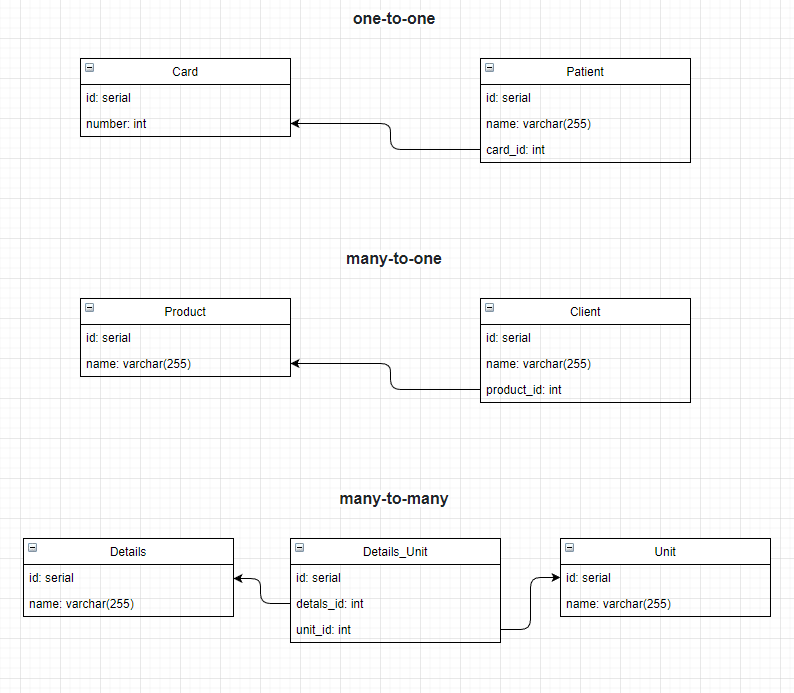 one-to-one
Card
id: serial
number: int
Patient
id: serial
name: varchar(255)
card_id: int
many-to-one
Product
id: serial
name: varchar(255)
Client
id: serial
name: varchar(255)
product_id: int
many-to-many
Details
id: serial
name: varchar(255)
Details_Unit
id: serial
detals_id: int
unit_id: int
Unit
id: serial
name: varchar(255)